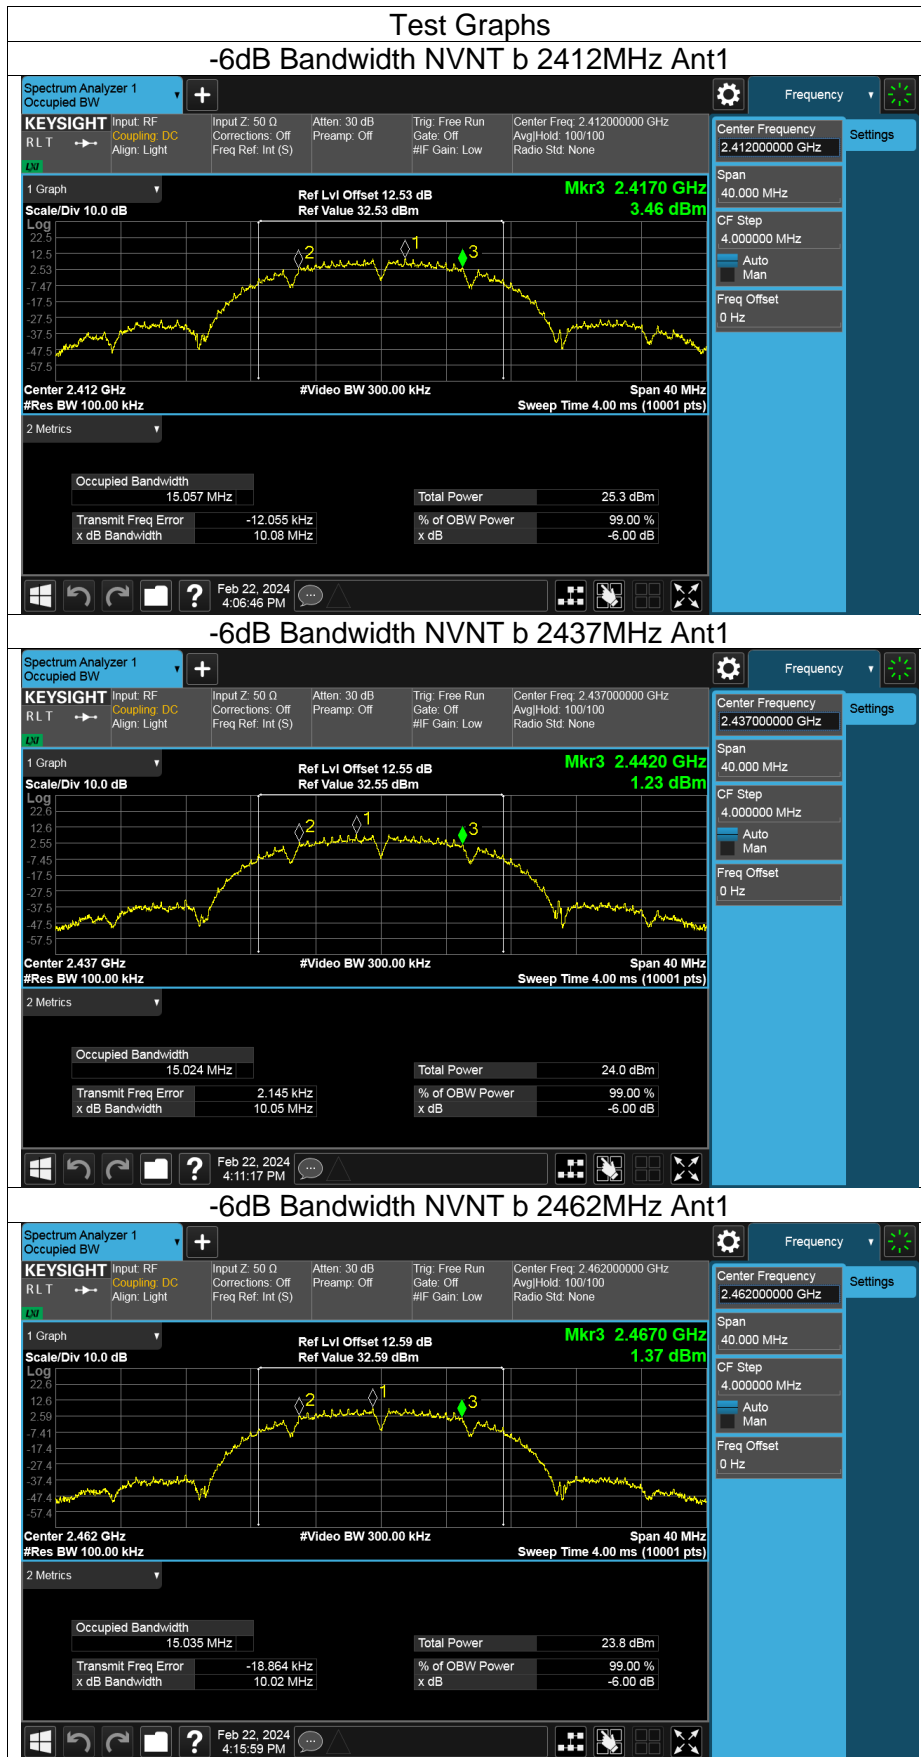 Test Graphs
-6dB Bandwidth NVNT b 2412MHz Ant1
Spectrum Analyzer 1
Occupied BW
+
Frequency
KEYSIGHT
RLT
LXI
Input: RF
Coupling: DC
Align: Light
Input Z: 50 Ω
Corrections: Off
Freq Ref: Int (S)
Atten: 30 dB
Preamp: Off
Trig: Free Run
Gate: Off
#IF Gain: Low
Center Freq: 2.412000000 GHz
Avg|Hold: 100/100
Radio Std: None
Center Frequency
2.412000000 GHz
Settings
Span
40.000 MHz
CF Step
4.000000 MHz
Auto
Man
Freq Offset
0 Hz
1 Graph
Scale/Div 10.0 dB
Ref Lvl Offset 12.53 dB
Ref Value 32.53 dBm
Mkr3 2.4170 GHz
3.46 dBm
Log
22.5
12.5
2.53
-7.47
-17.5
-27.5
-37.5
-47.5
-57.5
2
1
3
Center 2.412 GHz
#Res BW 100.00 kHz
#Video BW 300.00 kHz
Span 40 MHz
Sweep Time 4.00 ms (10001 pts)
2 Metrics
Occupied Bandwidth
15.057 MHz
Total Power 25.3 dBm
Transmit Freq Error -12.055 kHz
% of OBW Power 99.00 %
x dB Bandwidth 10.08 MHz
x dB -6.00 dB
?
Feb 22, 2024
4:06:46 PM
-6dB Bandwidth NVNT b 2437MHz Ant1
Spectrum Analyzer 1
Occupied BW
+
Frequency
KEYSIGHT
RLT
LXI
Input: RF
Coupling: DC
Align: Light
Input Z: 50 Ω
Corrections: Off
Freq Ref: Int (S)
Atten: 30 dB
Preamp: Off
Trig: Free Run
Gate: Off
#IF Gain: Low
Center Freq: 2.437000000 GHz
Avg|Hold: 100/100
Radio Std: None
Center Frequency
2.437000000 GHz
Settings
Span
40.000 MHz
CF Step
4.000000 MHz
Auto
Man
Freq Offset
0 Hz
1 Graph
Scale/Div 10.0 dB
Ref Lvl Offset 12.55 dB
Ref Value 32.55 dBm
Mkr3 2.4420 GHz
1.23 dBm
Log
22.6
12.6
2.55
-7.45
-17.5
-27.5
-37.5
-47.5
-57.5
2
1
3
Center 2.437 GHz
#Res BW 100.00 kHz
#Video BW 300.00 kHz
Span 40 MHz
Sweep Time 4.00 ms (10001 pts)
2 Metrics
Occupied Bandwidth
15.024 MHz
Total Power 24.0 dBm
Transmit Freq Error 2.145 kHz
% of OBW Power 99.00 %
x dB Bandwidth 10.05 MHz
x dB -6.00 dB
?
Feb 22, 2024
4:11:17 PM
-6dB Bandwidth NVNT b 2462MHz Ant1
Spectrum Analyzer 1
Occupied BW
+
Frequency
KEYSIGHT
RLT
LXI
Input: RF
Coupling: DC
Align: Light
Input Z: 50 Ω
Corrections: Off
Freq Ref: Int (S)
Atten: 30 dB
Preamp: Off
Trig: Free Run
Gate: Off
#IF Gain: Low
Center Freq: 2.462000000 GHz
Avg|Hold: 100/100
Radio Std: None
Center Frequency
2.462000000 GHz
Settings
Span
40.000 MHz
CF Step
4.000000 MHz
Auto
Man
Freq Offset
0 Hz
1 Graph
Scale/Div 10.0 dB
Ref Lvl Offset 12.59 dB
Ref Value 32.59 dBm
Mkr3 2.4670 GHz
1.37 dBm
Log
22.6
12.6
2.59
-7.41
-17.4
-27.4
-37.4
-47.4
-57.4
2
1
3
Center 2.462 GHz
#Res BW 100.00 kHz
#Video BW 300.00 kHz
Span 40 MHz
Sweep Time 4.00 ms (10001 pts)
2 Metrics
Occupied Bandwidth
15.035 MHz
Total Power 23.8 dBm
Transmit Freq Error -18.864 kHz
% of OBW Power 99.00 %
x dB Bandwidth 10.02 MHz
x dB -6.00 dB
?
Feb 22, 2024
4:15:59 PM